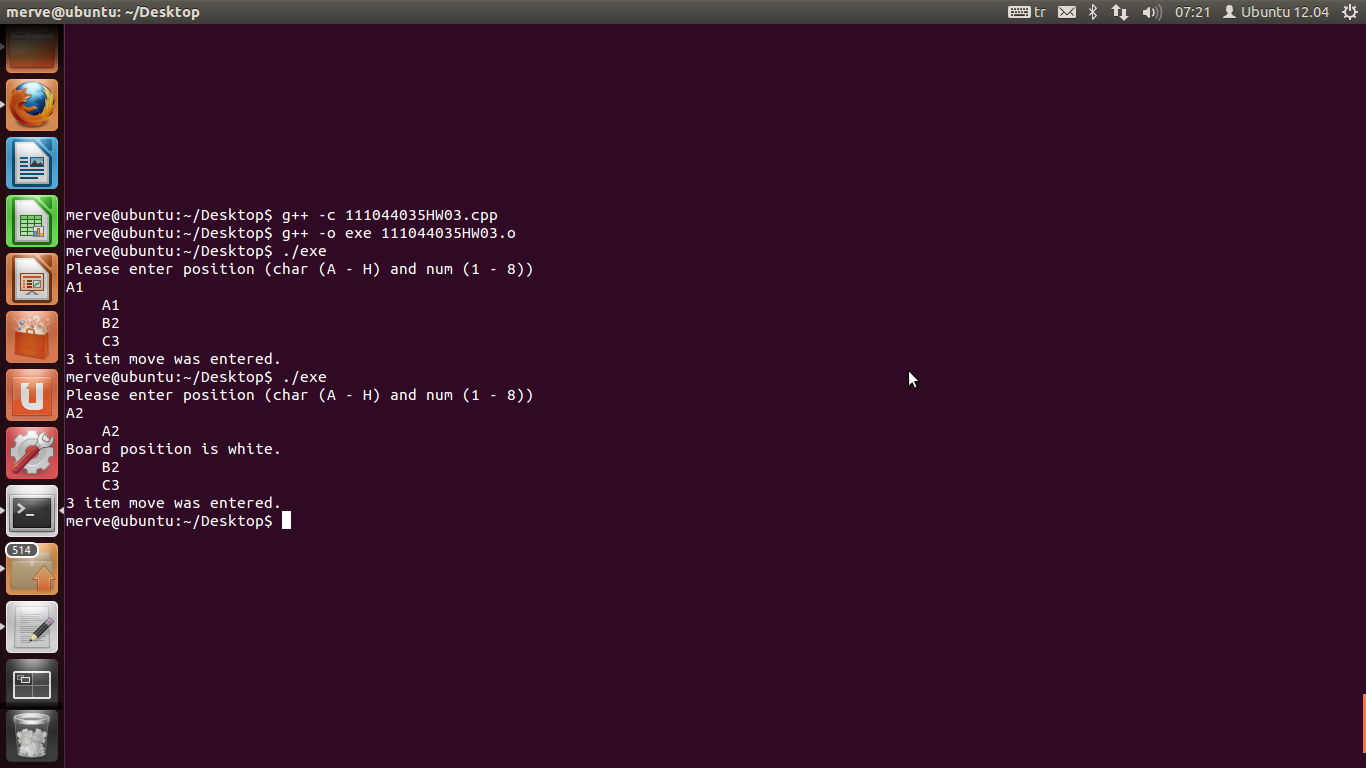 merve@ubuntu: ~/Desktop
tr
07:21
Ubuntu 12.04
merve@ubuntu:~/Desktop$ g++ -c 111044035HW03.cpp
merve@ubuntu:~/Desktop$ g++ -o exe 111044035HW03.o
merve@ubuntu:~/Desktop$ ./exe
Please enter position (char (A - H) and num (1 - 8))
A1
    A1
    B2
    C3
3 item move was entered.
merve@ubuntu:~/Desktop$ ./exe
Please enter position (char (A - H) and num (1 - 8))
A2
    A2
Board position is white.
    B2
    C3
3 item move was entered.
merve@ubuntu:~/Desktop$
514